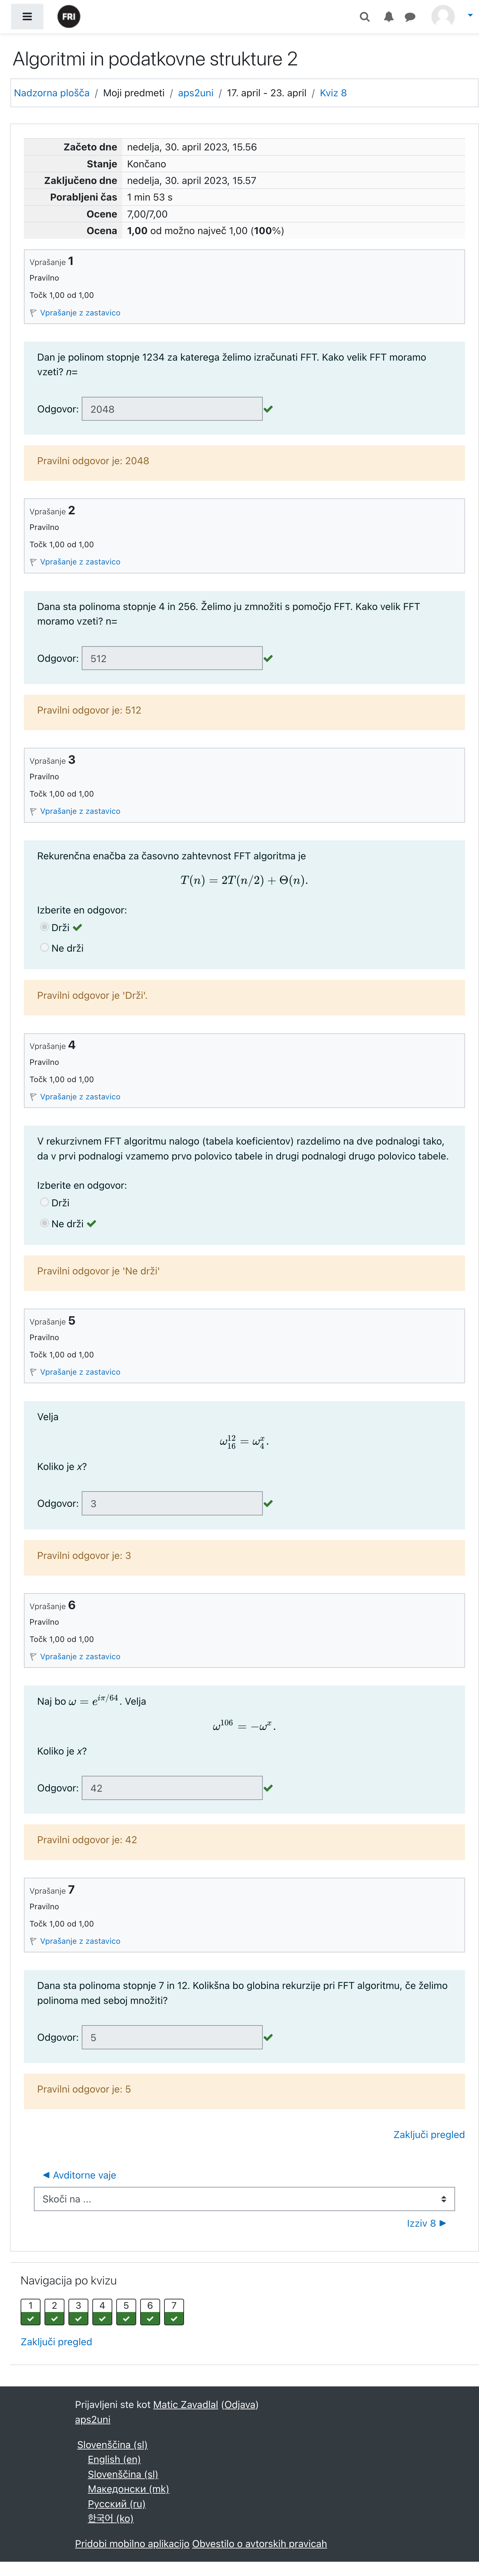 FRI
Algoritmi in podatkovne strukture 2
Nadzorna plošča / Moji predmeti / aps2uni / 17. april - 23. april / Kviz 8
Začeto dne nedelja, 30. april 2023, 15.56
Stanje Končano
Zaključeno dne nedelja, 30. april 2023, 15.57
Porabljeni čas 1 min 53 s
Ocene 7,00/7,00
Ocena 1,00 od možno največ 1,00 (100%)
Vprašanje 1
Pravilno
Točk 1,00 od 1,00
Vprašanje z zastavico
Dan je polinom stopnje 1234 za katerega želimo izračunati FFT. Kako velik FFT moramo
vzeti? n=
Odgovor: 2048
Pravilni odgovor je: 2048
Vprašanje 2
Pravilno
Točk 1,00 od 1,00
Vprašanje z zastavico
Dana sta polinoma stopnje 4 in 256. Želimo ju zmnožiti s pomočjo FFT. Kako velik FFT
moramo vzeti? n=
Odgovor: 512
Pravilni odgovor je: 512
Vprašanje 3
Pravilno
Točk 1,00 od 1,00
Vprašanje z zastavico
Rekurenčna enačba za časovno zahtevnost FFT algoritma je
T(n) = 2T(n/2) + Θ(n).
Izberite en odgovor:
Drži
Ne drži
Pravilni odgovor je 'Drži'.
Vprašanje 4
Pravilno
Točk 1,00 od 1,00
Vprašanje z zastavico
V rekurzivnem FFT algoritmu nalogo (tabela koeficientov) razdelimo na dve podnalogi tako,
da v prvi podnalogi vzamemo prvo polovico tabele in drugi podnalogi drugo polovico tabele.
Izberite en odgovor:
Drži
Ne drži
Pravilni odgovor je 'Ne drži'
Vprašanje 5
Pravilno
Točk 1,00 od 1,00
Vprašanje z zastavico
Velja
ω_16^12 = ω_4^x.
Koliko je x?
Odgovor: 3
Pravilni odgovor je: 3
Vprašanje 6
Pravilno
Točk 1,00 od 1,00
Vprašanje z zastavico
Naj bo ω = e^{iπ/64}. Velja
ω^106 = −ω^x.
Koliko je x?
Odgovor: 42
Pravilni odgovor je: 42
Vprašanje 7
Pravilno
Točk 1,00 od 1,00
Vprašanje z zastavico
Dana sta polinoma stopnje 7 in 12. Kolikšna bo globina rekurzije pri FFT algoritmu, če želimo
polinoma med seboj množiti?
Odgovor: 5
Pravilni odgovor je: 5
Zaključi pregled
◄ Avditorne vaje
Skoči na ...
Izziv 8 ►
Navigacija po kvizu
1 2 3 4 5 6 7
Zaključi pregled
Prijavljeni ste kot Matic Zavadlal (Odjava)
aps2uni
Slovenščina (sl)
English (en)
Slovenščina (sl)
Македонски (mk)
Русский (ru)
한국어 (ko)
Pridobi mobilno aplikacijo Obvestilo o avtorskih pravicah